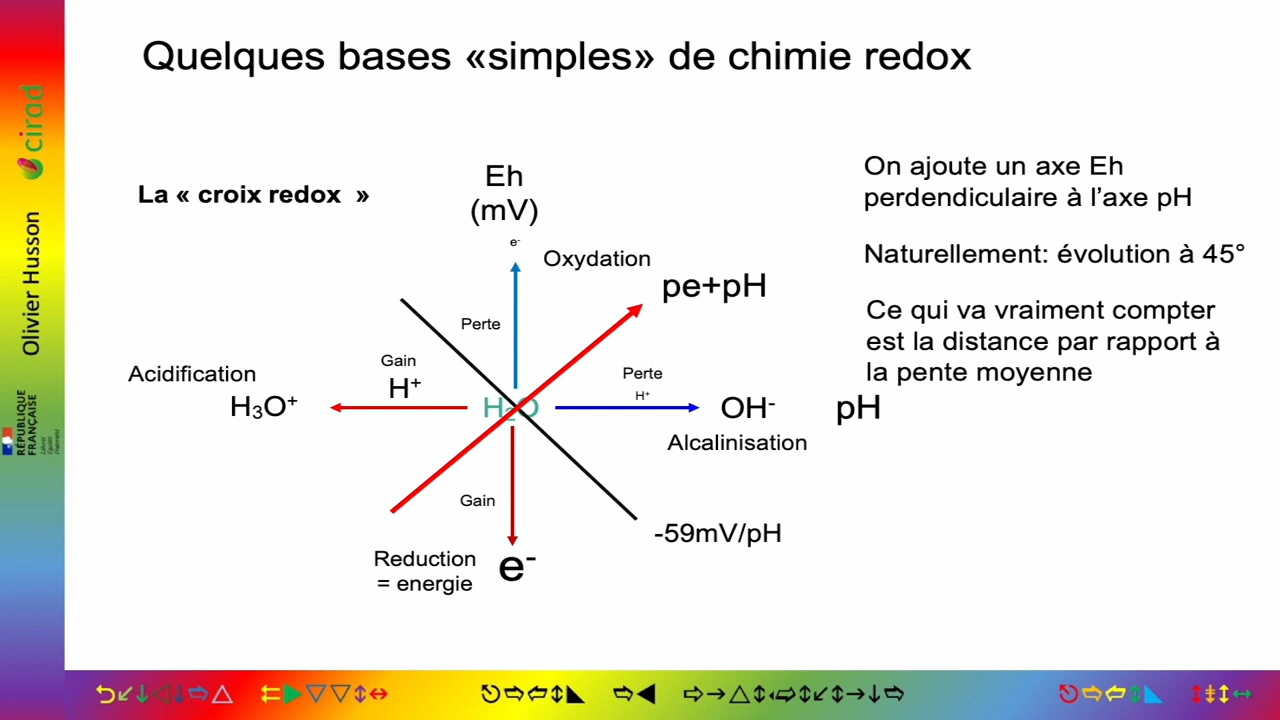 Quelques bases «simples» de chimie redox
cirad
Olivier Husson
RÉPUBLIQUE
FRANÇAISE
La « croix redox »
Eh
(mV)
e-
Oxydation
pe+pH
Perte
Gain
H+
Acidification
H3O+
H2O
Perte
H+
OH-
pH
Alcalinisation
Gain
-59mV/pH
Reduction
= energie
e-
On ajoute un axe Eh
perdendiculaire à l'axe pH
Naturellement: évolution à 45°
Ce qui va vraiment compter
est la distance par rapport à
la pente moyenne